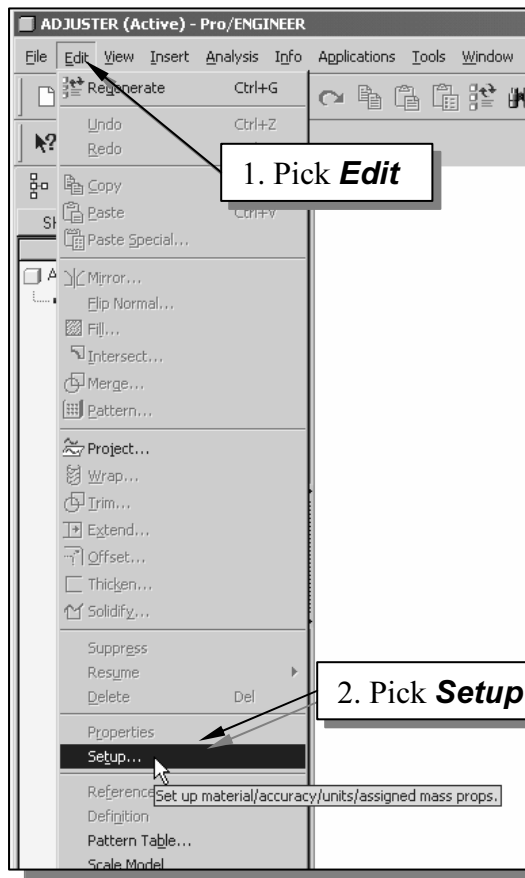 ADJUSTER (Active) - Pro/ENGINEER
File Edit View Insert Analysis Info Applications Tools Window
Regenerate Ctrl+G
Undo Ctrl+Z
Redo
1. Pick Edit
Copy
Paste Ctrl+V
Paste Special...
Mirror...
Flip Normal...
Fill...
Intersect...
Merge...
Pattern...
Project...
Wrap...
Trim...
Extend...
Offset...
Thicken...
Solidify...
Suppress
Resume
Delete Del
2. Pick Setup
Properties
Setup...
Reference
Set up material/accuracy/units/assigned mass props.
Definition
Pattern Table...
Scale Model